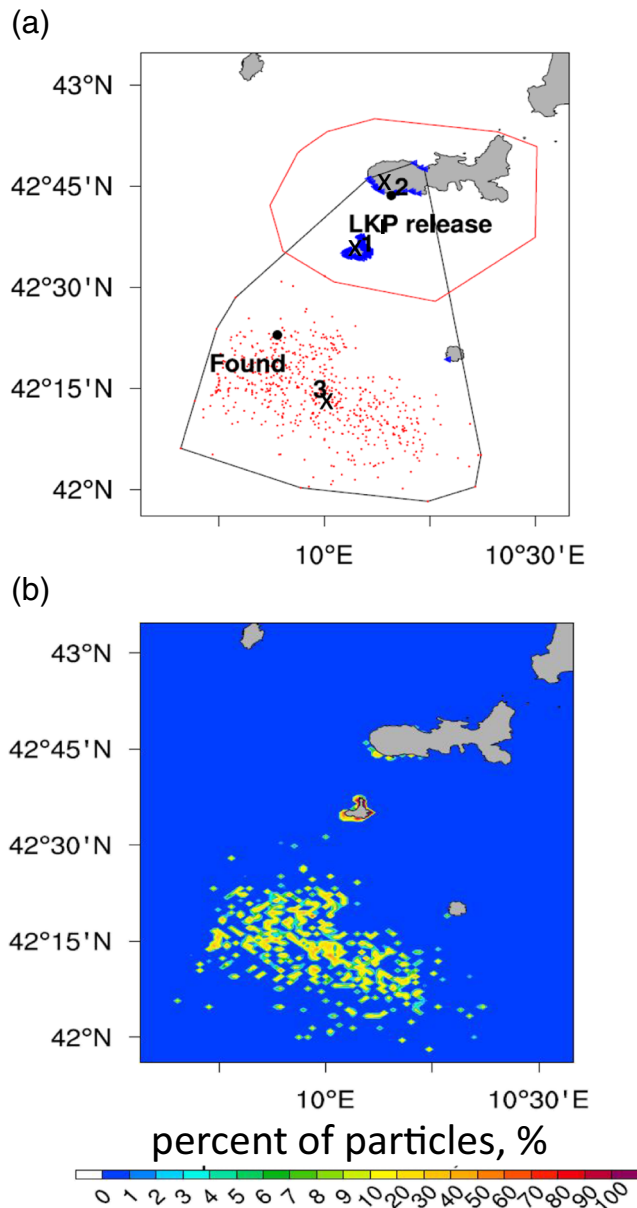 (a)
43°N
42°45'N
42°30'N
42°15'N
42°N
X
2
LKP release
X
1
Found
3
X
10°E
10°30'E
(b)
43°N
42°45'N
42°30'N
42°15'N
42°N
10°E
10°30'E
percent of particles, %
0 1 2 3 4 5 6 7 8 9 10 20 30 40 50 60 70 80 90 100